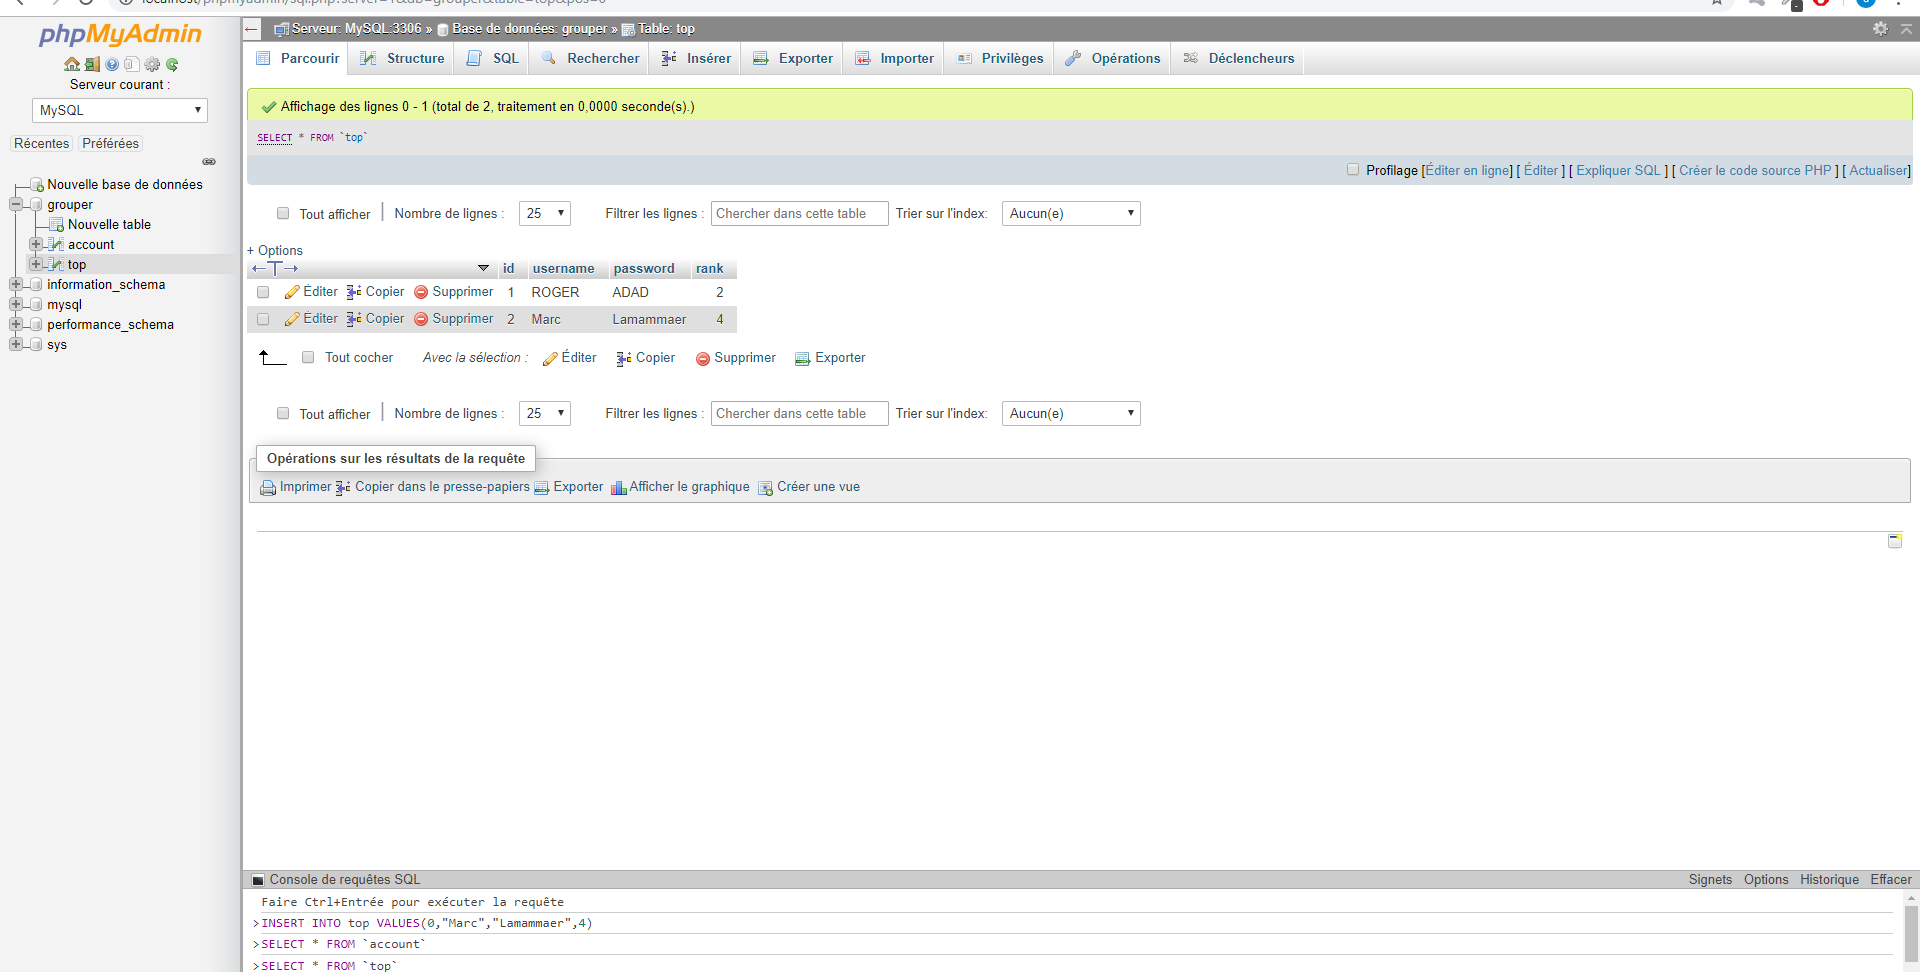 localhost/phpmyadmin/sql.php?server=1&db=grouper&table=top&pos=0
phpMyAdmin
Serveur courant :
MySQL
Récentes Préférées
Nouvelle base de données
grouper
Nouvelle table
account
top
information_schema
mysql
performance_schema
sys
Serveur: MySQL:3306 » Base de données: grouper » Table: top
Parcourir Structure SQL Rechercher Insérer Exporter Importer Privilèges Opérations Déclencheurs
Affichage des lignes 0 - 1 (total de 2, traitement en 0,0000 seconde(s).)
SELECT * FROM `top`
Profilage [Éditer en ligne] [ Éditer ] [ Expliquer SQL ] [ Créer le code source PHP ] [ Actualiser]
Tout afficher Nombre de lignes : 25 Filtrer les lignes : Chercher dans cette table Trier sur l'index: Aucun(e)
+ Options
id username password rank
Éditer Copier Supprimer 1 ROGER ADAD 2
Éditer Copier Supprimer 2 Marc Lamammaer 4
Tout cocher Avec la sélection : Éditer Copier Supprimer Exporter
Tout afficher Nombre de lignes : 25 Filtrer les lignes : Chercher dans cette table Trier sur l'index: Aucun(e)
Opérations sur les résultats de la requête
Imprimer Copier dans le presse-papiers Exporter Afficher le graphique Créer une vue
Console de requêtes SQL Signets Options Historique Effacer
Faire Ctrl+Entrée pour exécuter la requête
>INSERT INTO top VALUES(0,"Marc","Lamammaer",4)
>SELECT * FROM `account`
>SELECT * FROM `top`